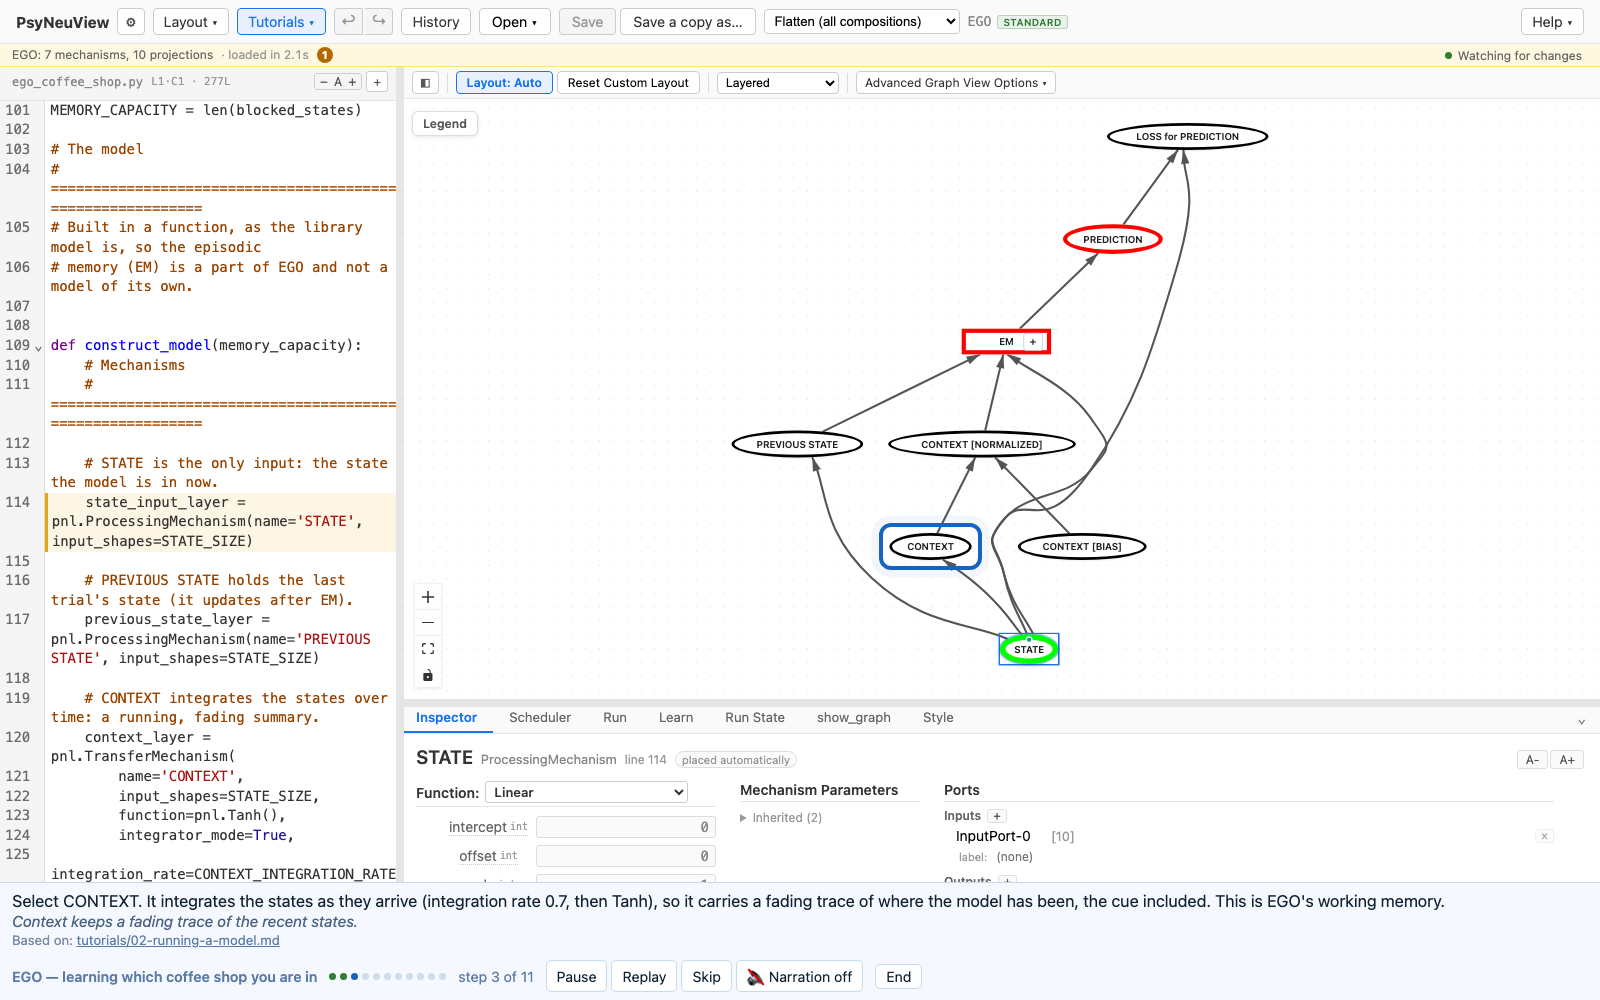 PsyNeuView
Layout
Tutorials
History
Open
Save
Save a copy as...
Flatten (all compositions)
EGO
STANDARD
Help
EGO: 7 mechanisms, 10 projections · loaded in 2.1s 1
Watching for changes
ego_coffee_shop.py L1·C1 · 277L
− A +
+
Layout: Auto
Reset Custom Layout
Layered
Advanced Graph View Options
101 MEMORY_CAPACITY = len(blocked_states)
102
103 # The model
104 #
=========================================
==================
105 # Built in a function, as the library
model is, so the episodic
106 # memory (EM) is a part of EGO and not a
model of its own.
107
108
109 def construct_model(memory_capacity):
110 # Mechanisms
111 #
=========================================
==================
112
113 # STATE is the only input: the state
the model is in now.
114 state_input_layer =
pnl.ProcessingMechanism(name='STATE',
input_shapes=STATE_SIZE)
115
116 # PREVIOUS STATE holds the last
trial's state (it updates after EM).
117 previous_state_layer =
pnl.ProcessingMechanism(name='PREVIOUS
STATE', input_shapes=STATE_SIZE)
118
119 # CONTEXT integrates the states over
time: a running, fading summary.
120 context_layer =
pnl.TransferMechanism(
121 name='CONTEXT',
122 input_shapes=STATE_SIZE,
123 function=pnl.Tanh(),
124 integrator_mode=True,
125
integration_rate=CONTEXT_INTEGRATION_RATE
Legend
LOSS for PREDICTION
PREDICTION
EM +
PREVIOUS STATE
CONTEXT [NORMALIZED]
CONTEXT
CONTEXT [BIAS]
STATE
Inspector
Scheduler
Run
Learn
Run State
show_graph
Style
STATE ProcessingMechanism line 114 placed automatically
A-
A+
Function: Linear
intercept int 0
offset int 0
Mechanism Parameters
Inherited (2)
Ports
Inputs +
InputPort-0 [10] x
label: (none)
Outputs +
Select CONTEXT. It integrates the states as they arrive (integration rate 0.7, then Tanh), so it carries a fading trace of where the model has been, the cue included. This is EGO's working memory.
Context keeps a fading trace of the recent states.
Based on: tutorials/02-running-a-model.md
EGO — learning which coffee shop you are in
step 3 of 11
Pause
Replay
Skip
Narration off
End